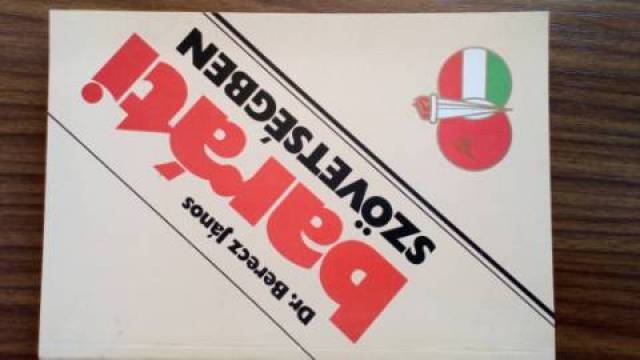 Dr. Berecz János
baráti
SZÖVETSÉGBEN